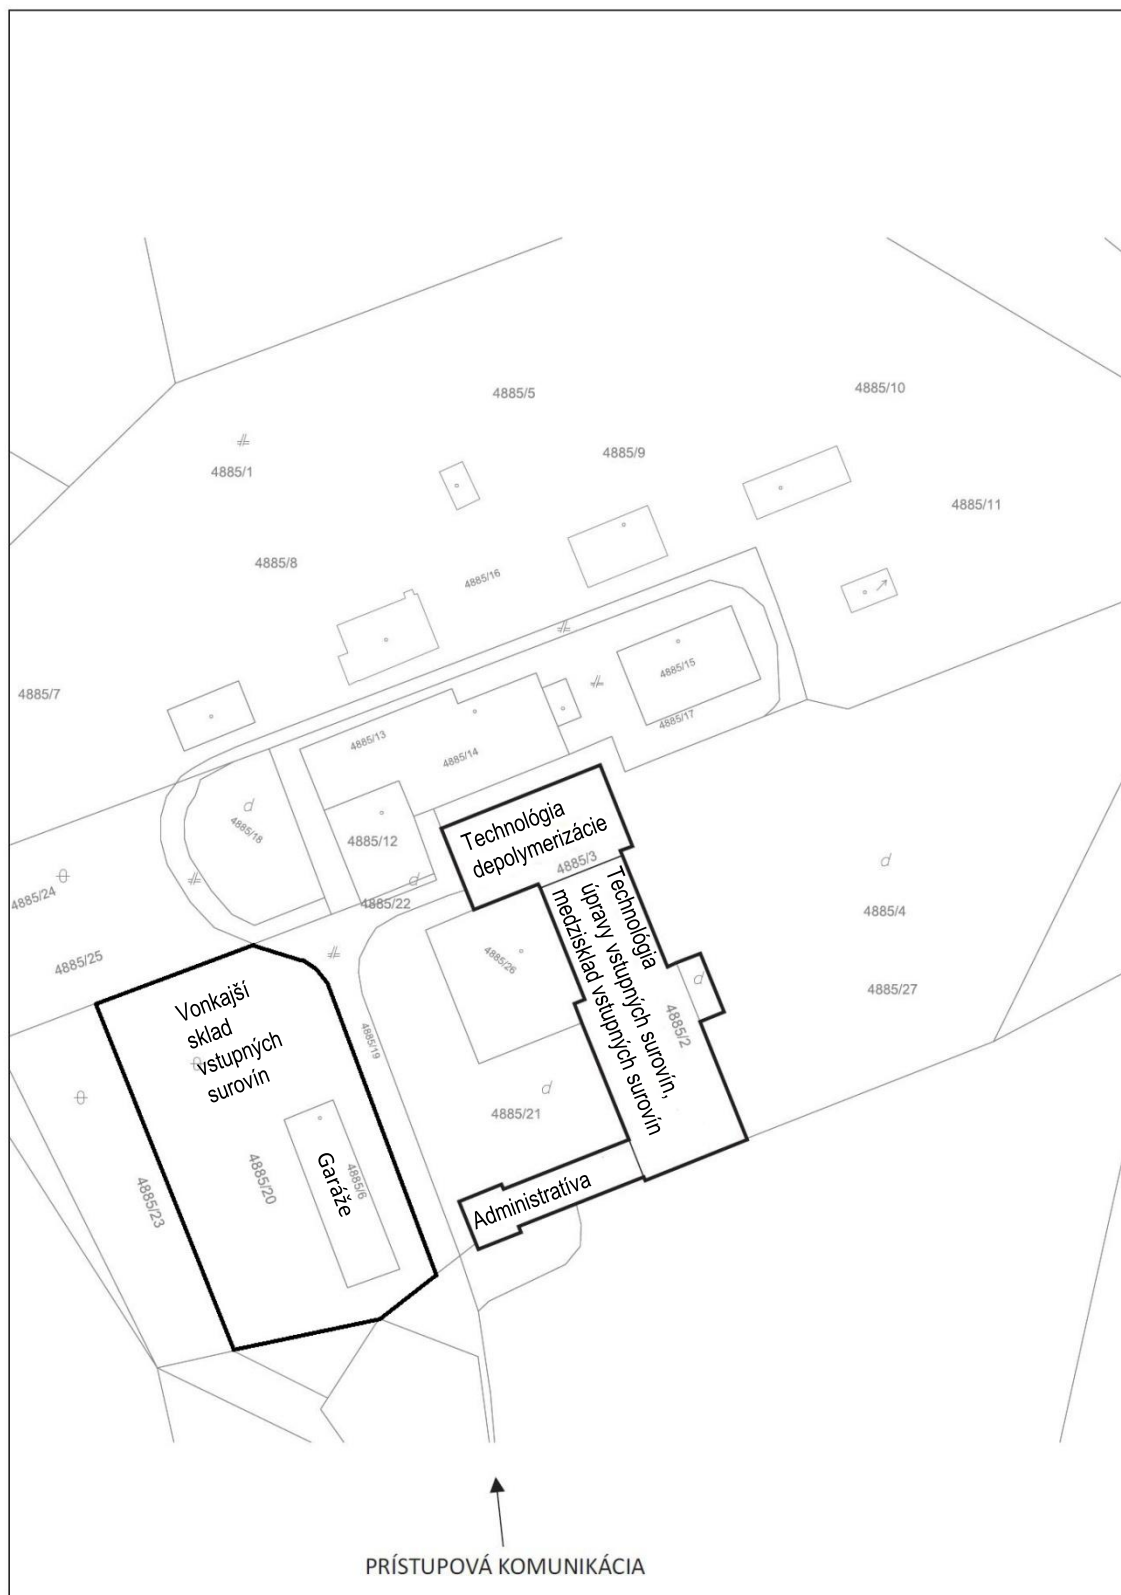 4885/10
4885/5
4885/9
4885/1
4885/11
4885/8
4885/16
4885/15
4885/7
4885/17
4885/13
4885/14
Technológia
depolymerizácie
4885/18
4885/12
4885/3
4885/24
4885/22
4885/4
4885/25
4885/26
Technológia
úpravy vstupných surovín,
medzisklad vstupných surovín
4885/27
Vonkajší
sklad
vstupných
surovín
4885/19
4885/2
4885/21
4885/23
4885/20
Garáže
4885/6
Administratíva
PRÍSTUPOVÁ KOMUNIKÁCIA